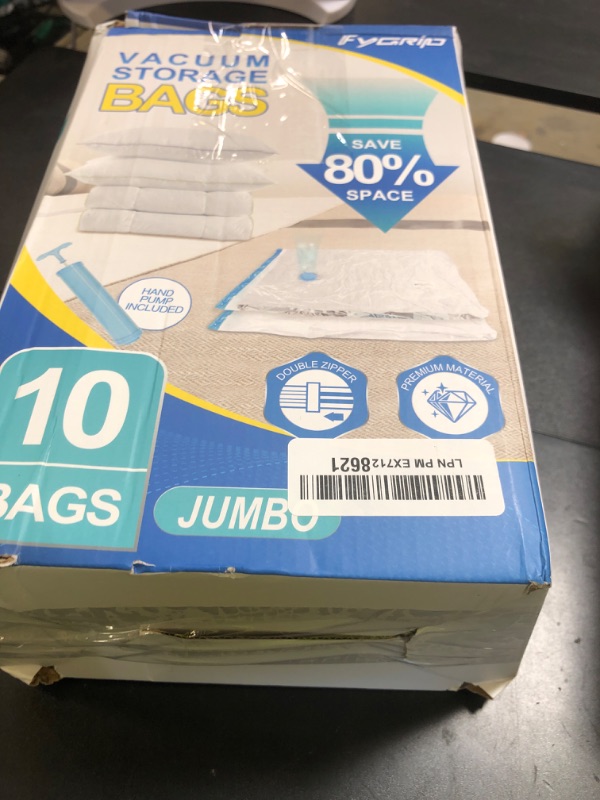 FYGRIP
VACUUM
STORAGE
BAGS
SAVE
80%
SPACE
HAND
PUMP
INCLUDED
DOUBLE ZIPPER
PREMIUM MATERIAL
10
BAGS
JUMBO
LPN PM EX7128621